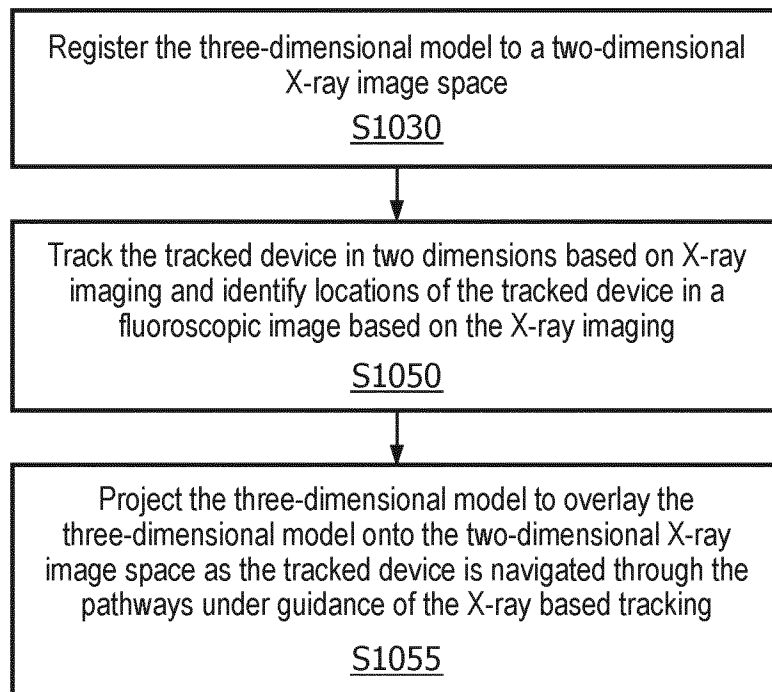 Register the three-dimensional model to a two-dimensional
X-ray image space
S1030
Track the tracked device in two dimensions based on X-ray
imaging and identify locations of the tracked device in a
fluoroscopic image based on the X-ray imaging
S1050
Project the three-dimensional model to overlay the
three-dimensional model onto the two-dimensional X-ray
image space as the tracked device is navigated through the
pathways under guidance of the X-ray based tracking
S1055